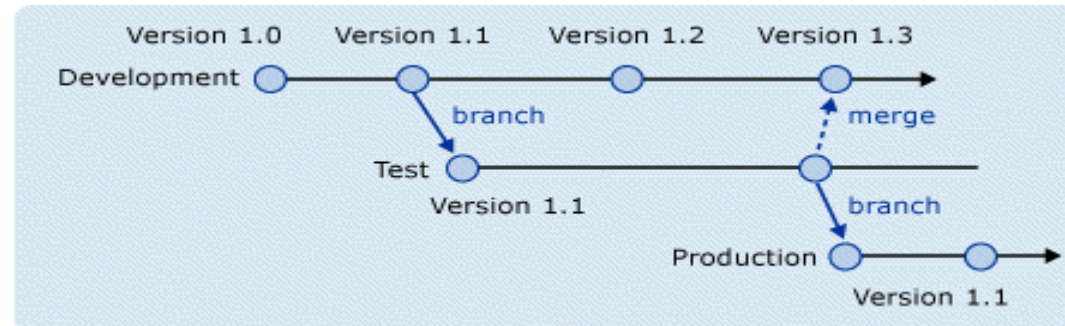 Version 1.0 Version 1.1 Version 1.2 Version 1.3
Development
branch merge
Test
Version 1.1 branch
Production
Version 1.1